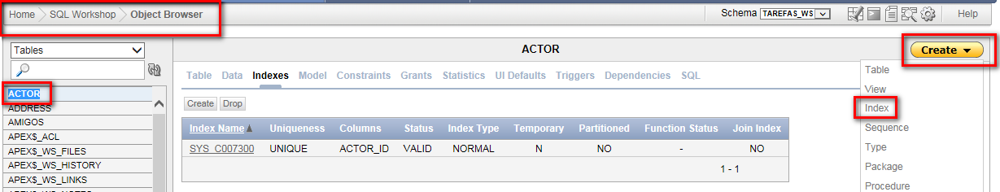 Home SQL Workshop Object Browser Schema TAREFAS_WS Help
Tables ACTOR Create
Table
Table Data Indexes Model Constraints Grants Statistics UI Defaults Triggers Dependencies SQL
View
ACTOR
Create Drop Index
ADDRESS
AMIGOS Index Name Uniqueness Columns Status Index Type Temporary Partitioned Function Status Join Index Sequence
APEX$_ACL
APEX$_WS_FILES SYS_C007300 UNIQUE ACTOR_ID VALID NORMAL N NO - NO Type
APEX$_WS_HISTORY 1 - 1 Package
APEX$_WS_LINKS Procedure